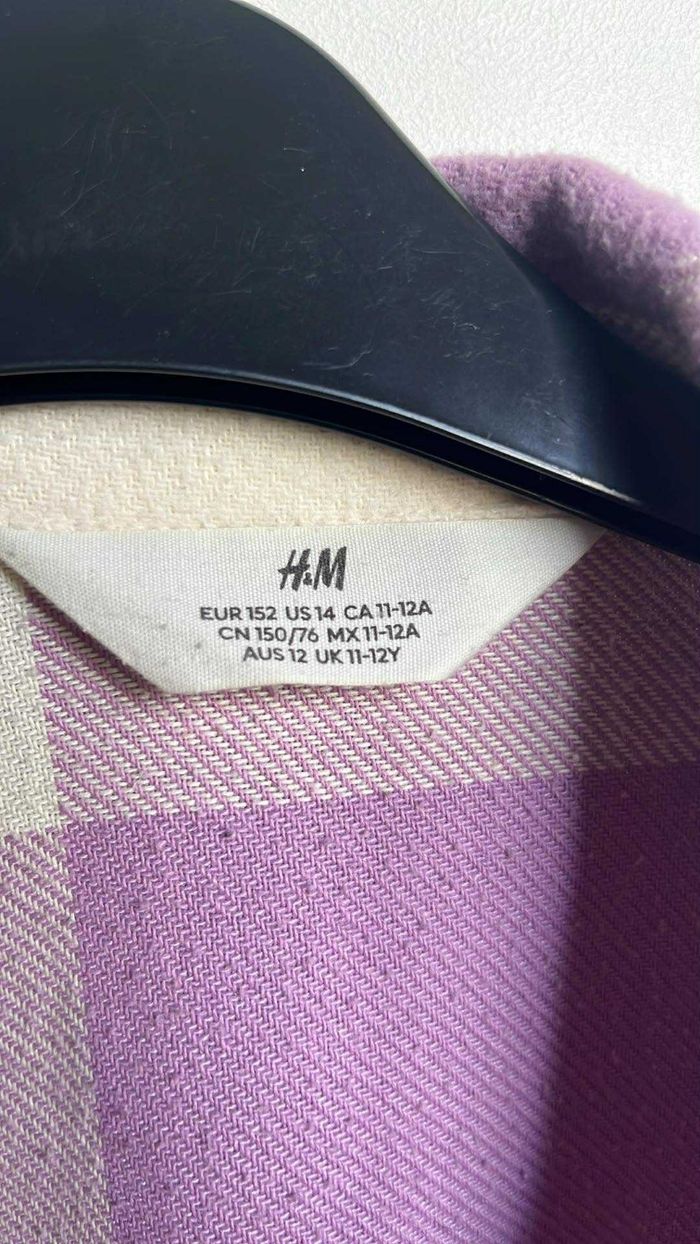 H&M
EUR 152 US 14 CA 11-12A
CN 150/76 MX 11-12A
AUS 12 UK 11-12Y